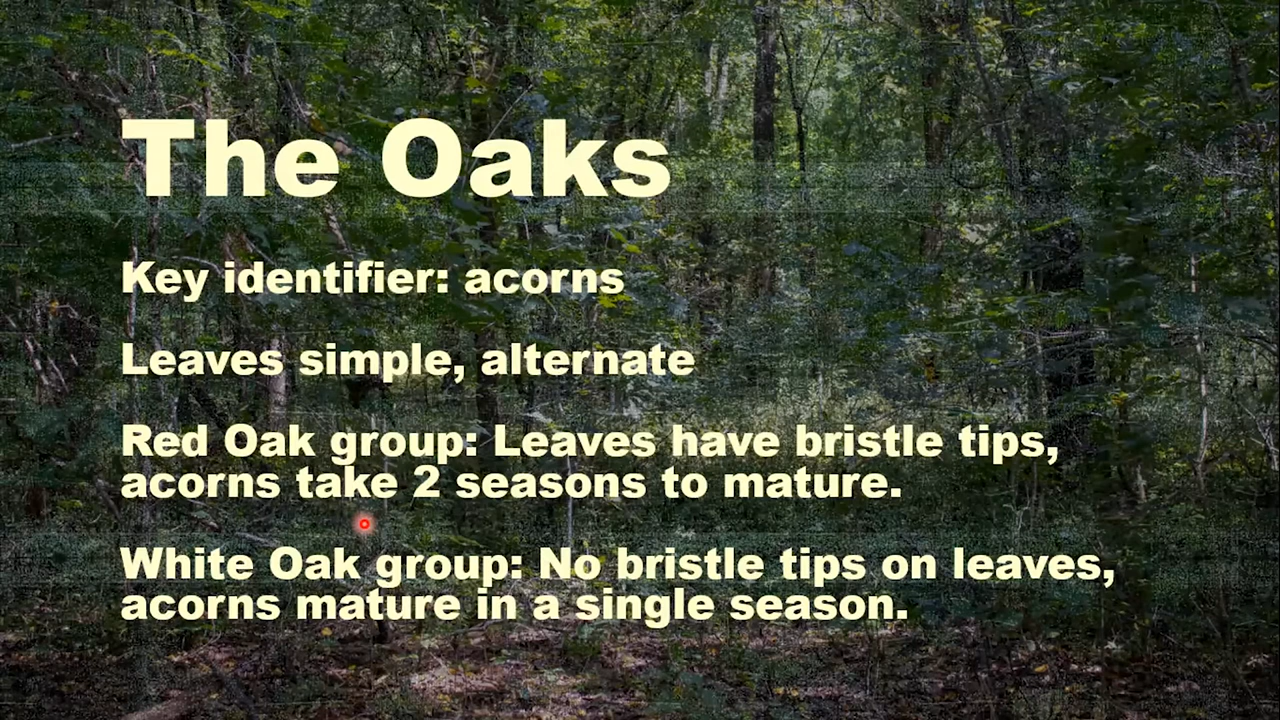 The Oaks
Key identifier: acorns
Leaves simple, alternate
Red Oak group: Leaves have bristle tips,
acorns take 2 seasons to mature.
White Oak group: No bristle tips on leaves,
acorns mature in a single season.